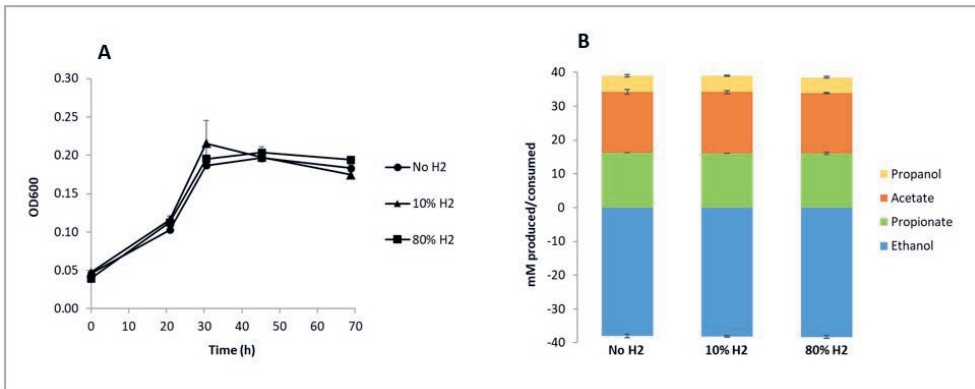 A
OD600
0.30
0.25
0.20
0.15
0.10
0.05
0.00
0 10 20 30 40 50 60 70
Time (h)
No H2
10% H2
80% H2
B
mM produced/consumed
40
30
20
10
0
-10
-20
-30
-40
No H2 10% H2 80% H2
Propanol
Acetate
Propionate
Ethanol